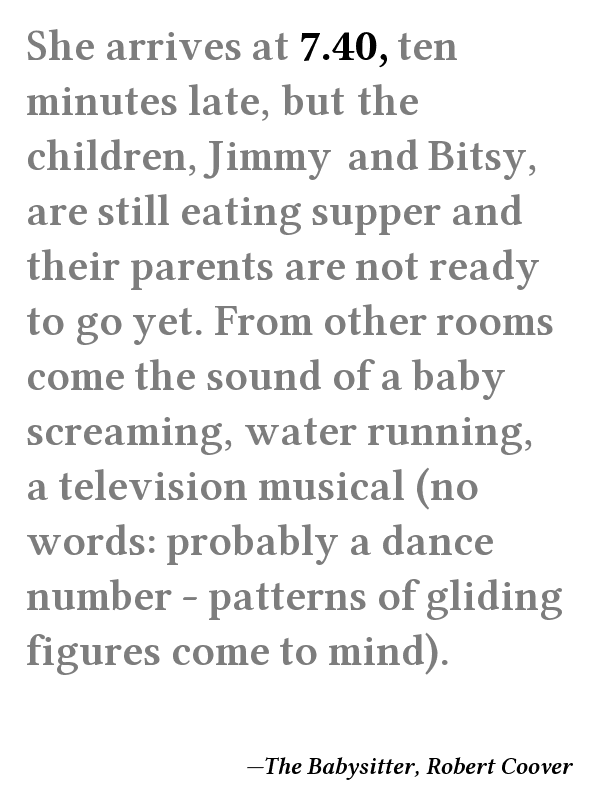 She arrives at 7.40, ten
minutes late, but the
children, Jimmy and Bitsy,
are still eating supper and
their parents are not ready
to go yet. From other rooms
come the sound of a baby
screaming, water running,
a television musical (no
words: probably a dance
number – patterns of gliding
figures come to mind).
—The Babysitter, Robert Coover